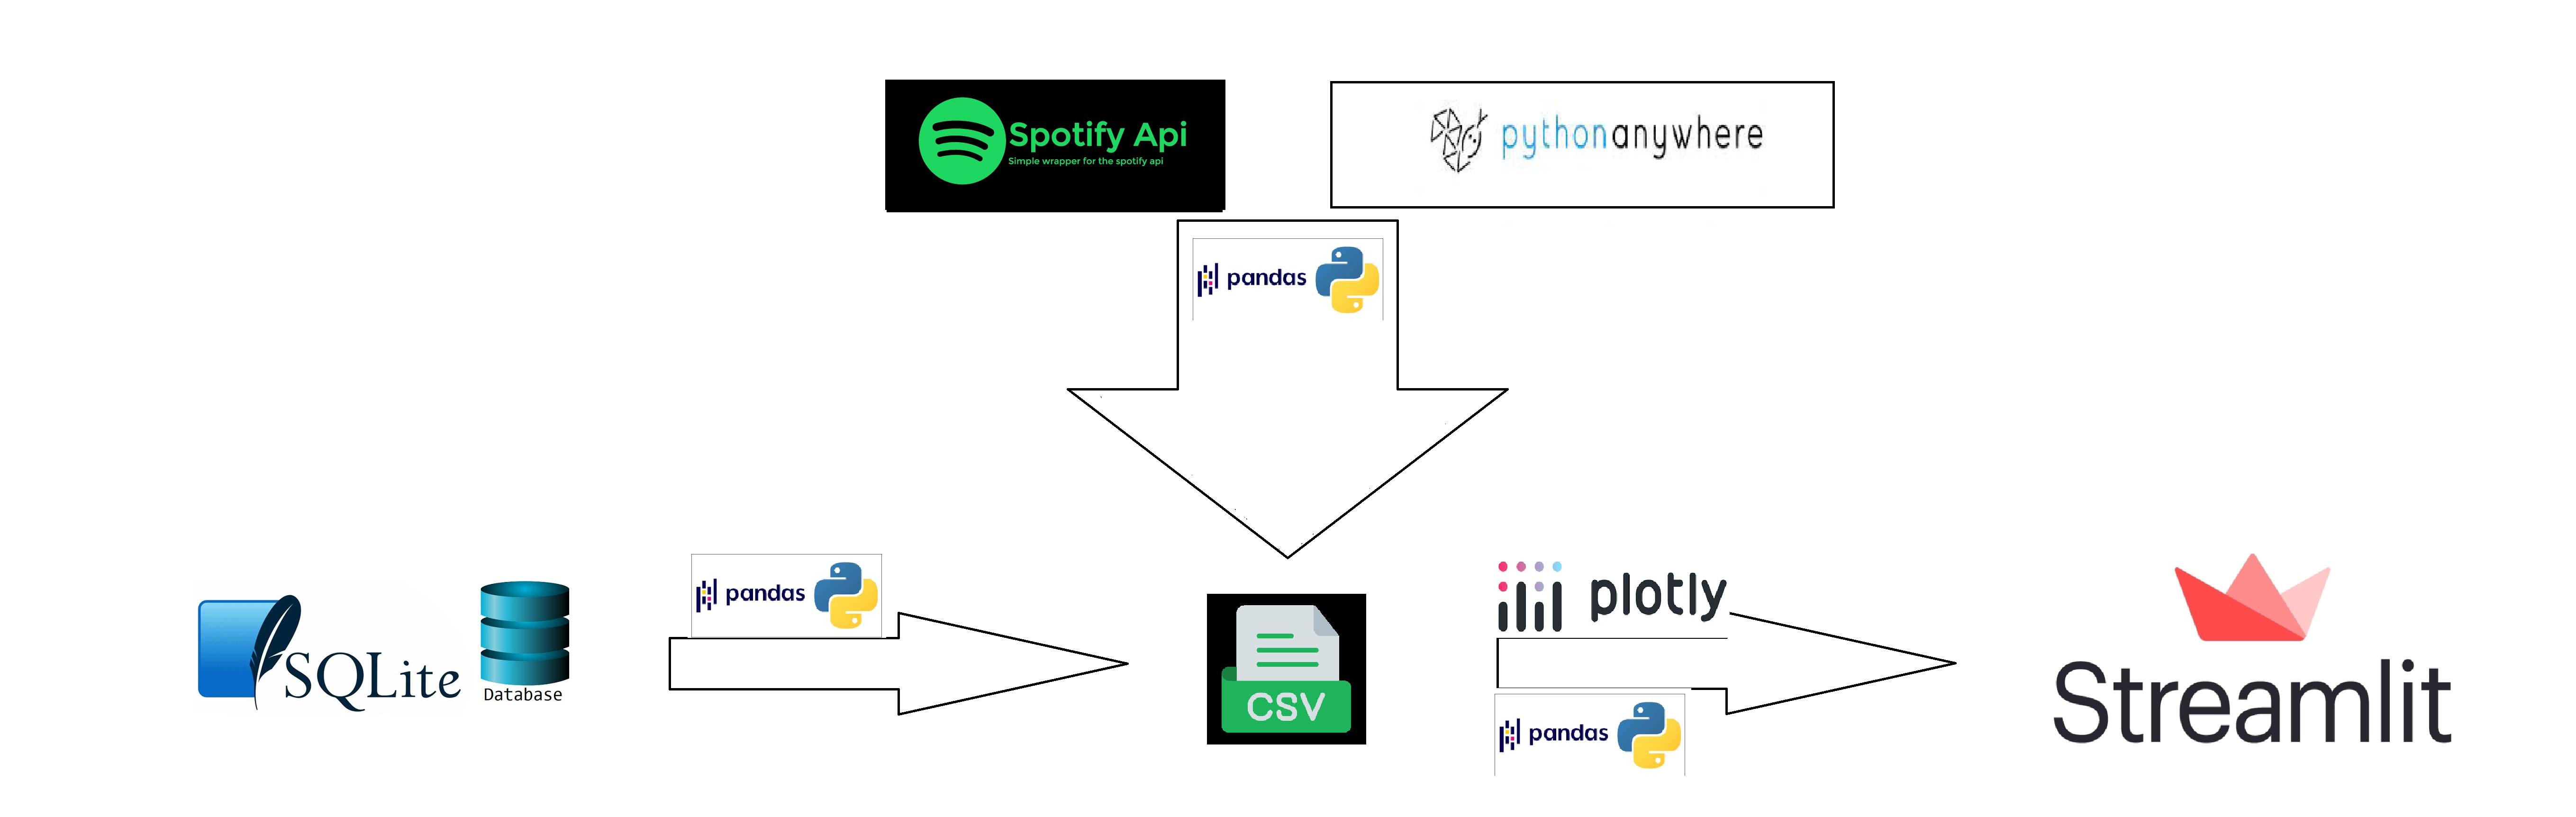 Spotify Api
Simple wrapper for the spotify api
pythonanywhere
pandas
pandas
plotly
SQLite
Database
CSV
pandas
Streamlit